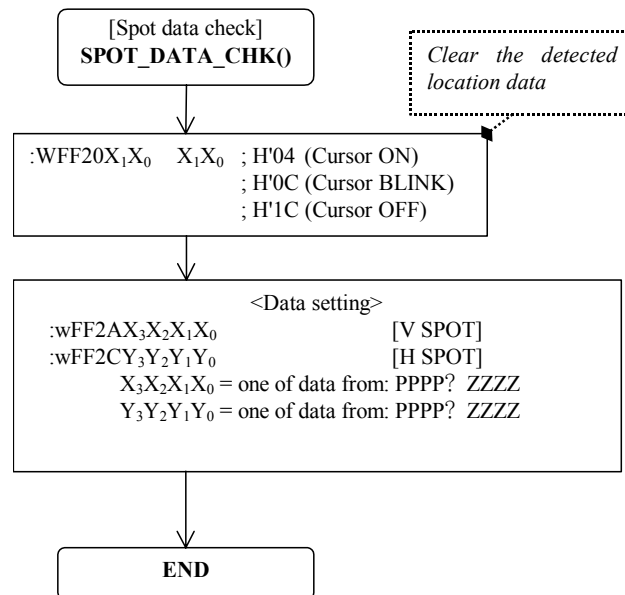 [Spot data check]
SPOT_DATA_CHK()
Clear the detected
location data
:WFF20X₁X₀ X₁X₀ ; H'04 (Cursor ON)
; H'0C (Cursor BLINK)
; H'1C (Cursor OFF)
<Data setting>
:wFF2AX₃X₂X₁X₀ [V SPOT]
:wFF2CY₃Y₂Y₁Y₀ [H SPOT]
X₃X₂X₁X₀ = one of data from: PPPP? ZZZZ
Y₃Y₂Y₁Y₀ = one of data from: PPPP? ZZZZ
END